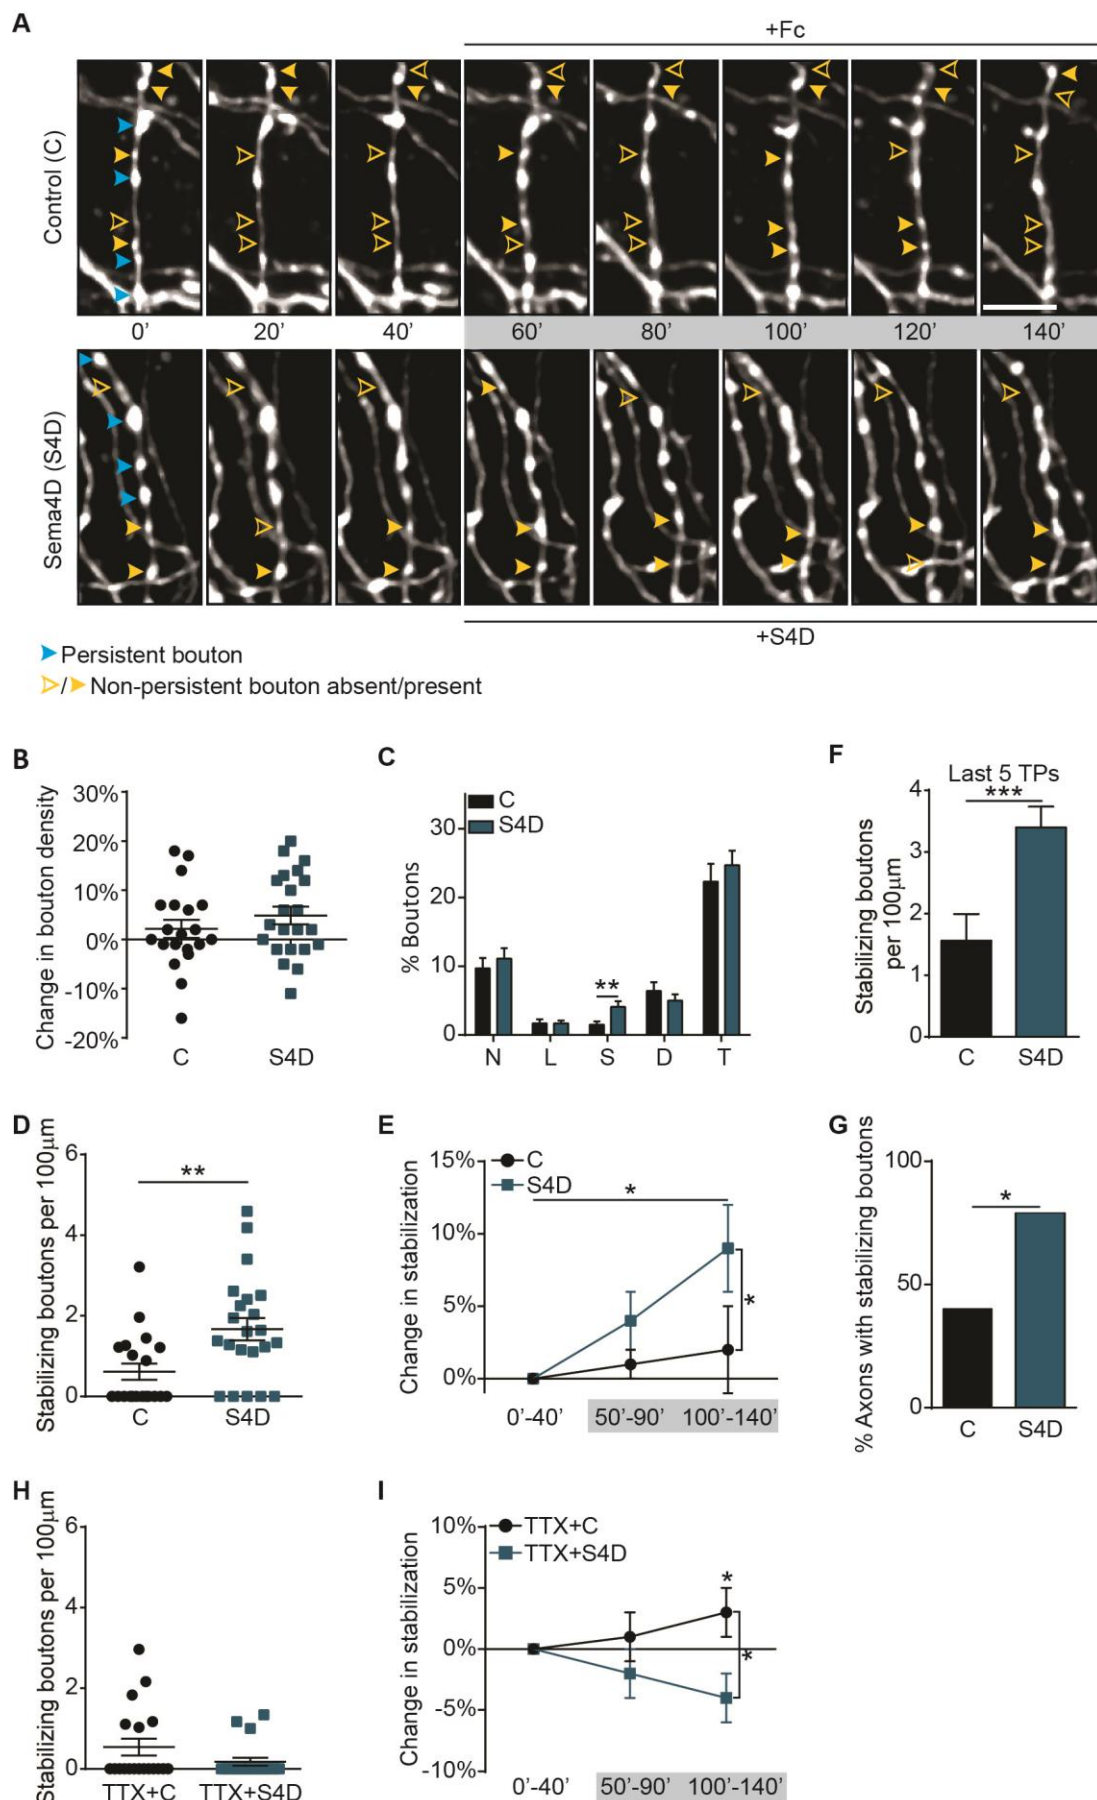 A
+Fc
Control (C)
0' 20' 40' 60' 80' 100' 120' 140'
Sema4D (S4D)
+S4D
Persistent bouton
/ Non-persistent bouton absent/present
B
Change in bouton density
30%
20%
10%
0%
-10%
-20%
C S4D
C
% Boutons
C
S4D
30
20
10
0
**
N L S D T
F
Last 5 TPs
***
Stabilizing boutons
per 100µm
4
3
2
1
0
C S4D
D
Stabilizing boutons per 100µm
6
4
2
0
**
C S4D
E
Change in stabilization
15%
10%
5%
0%
C
S4D
*
*
0'-40' 50'-90' 100'-140'
G
% Axons with stabilizing boutons
100
50
0
*
C S4D
H
Stabilizing boutons per 100µm
6
4
2
0
TTX+C TTX+S4D
I
Change in stabilization
10%
5%
0%
-5%
-10%
TTX+C
TTX+S4D
*
*
0'-40' 50'-90' 100'-140'